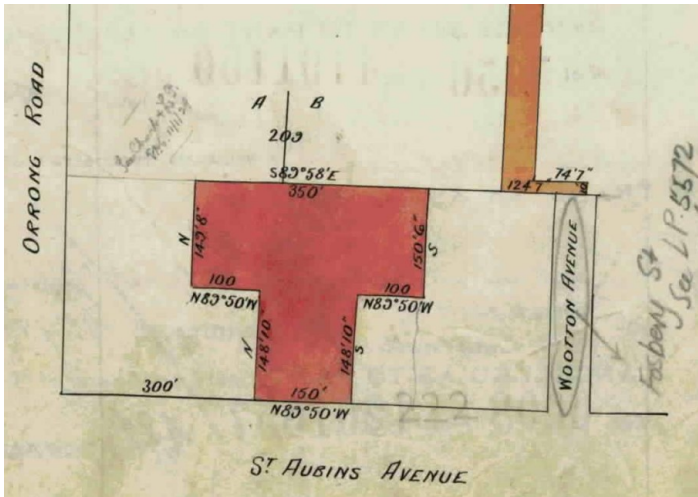 ORRONG ROAD
A B
209
S89°58'E
350'
149'8"
N
150'6"
S
100
N89°50'W
100
N89°50'W
148'10"
N
148'10"
S
300'
150'
N89°50'W
222
ST AUBINS AVENUE
124'7
74'7"
WOOTTON AVENUE
Fosbery St
See LP.5572